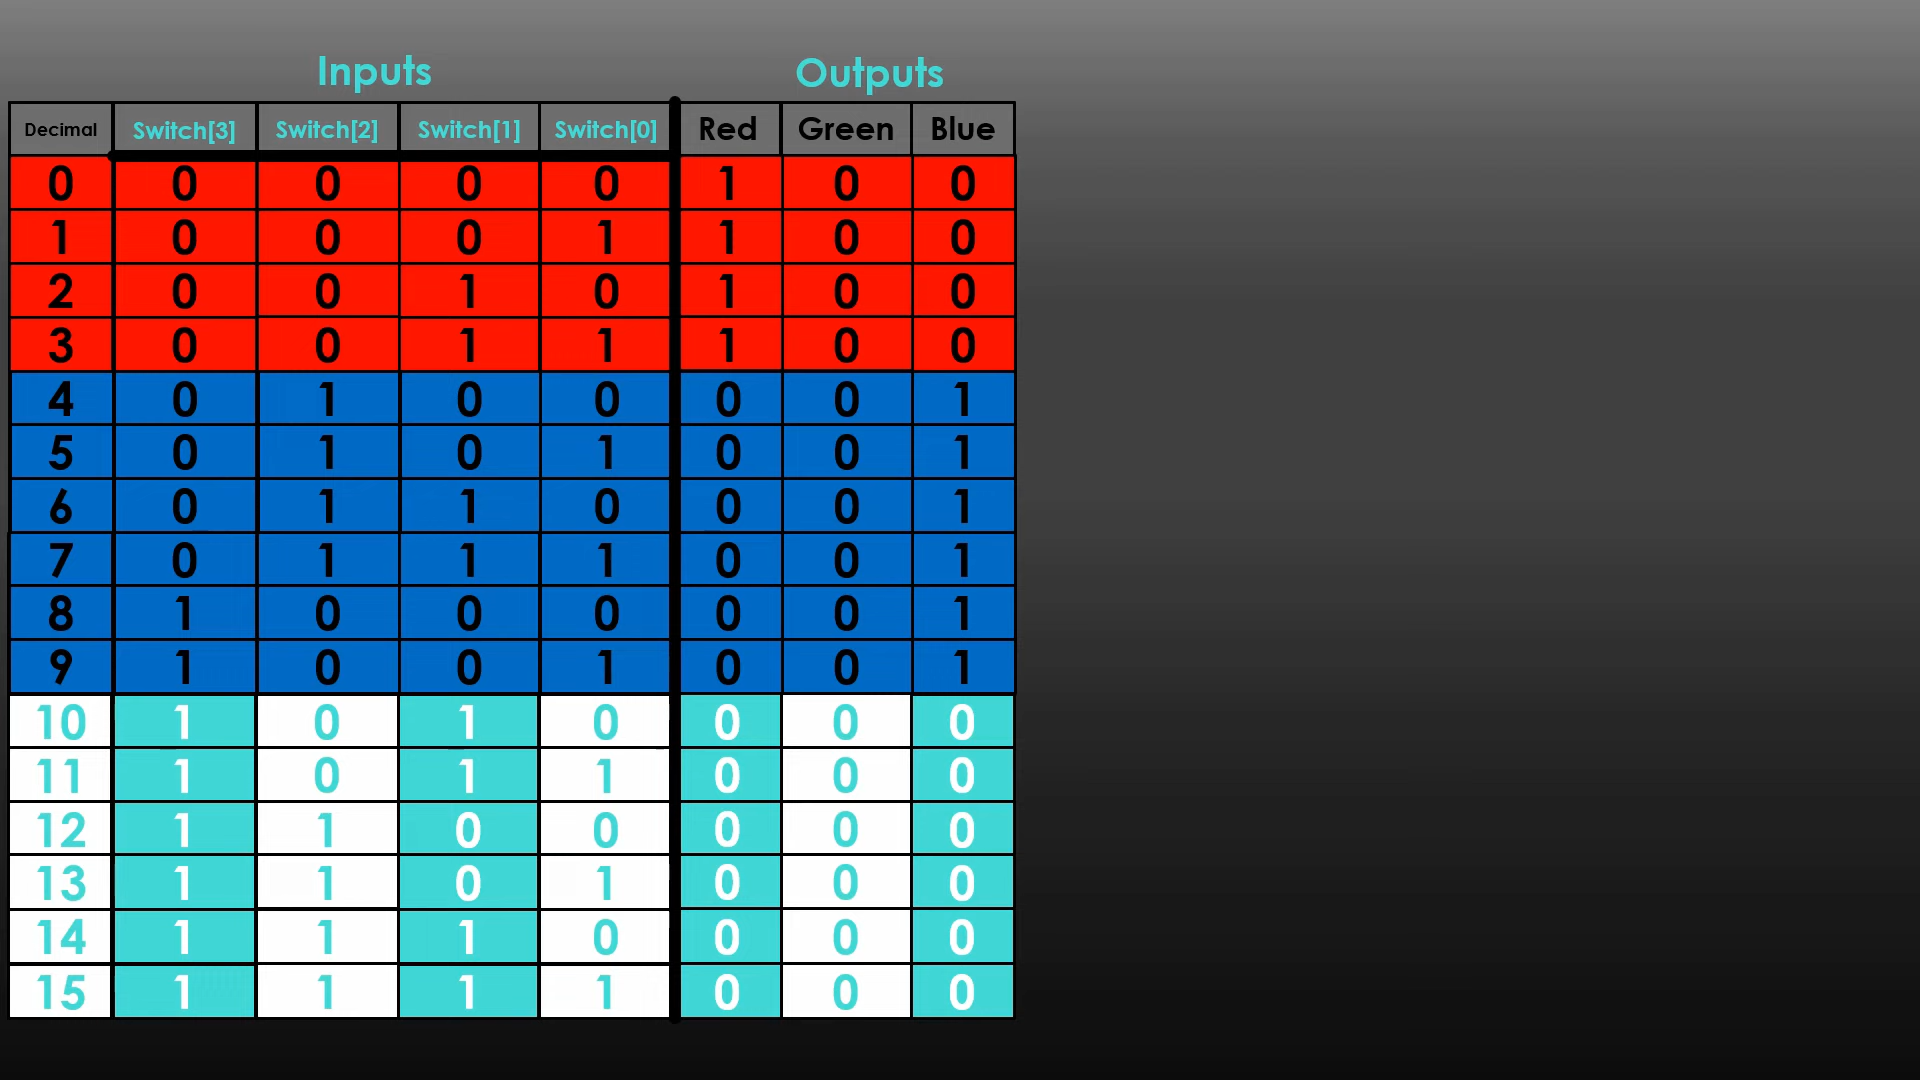 Inputs Outputs
Decimal Switch[3] Switch[2] Switch[1] Switch[0] Red Green Blue
0 0 0 0 0 1 0 0
1 0 0 0 1 1 0 0
2 0 0 1 0 1 0 0
3 0 0 1 1 1 0 0
4 0 1 0 0 0 0 1
5 0 1 0 1 0 0 1
6 0 1 1 0 0 0 1
7 0 1 1 1 0 0 1
8 1 0 0 0 0 0 1
9 1 0 0 1 0 0 1
10 1 0 1 0 0 0 0
11 1 0 1 1 0 0 0
12 1 1 0 0 0 0 0
13 1 1 0 1 0 0 0
14 1 1 1 0 0 0 0
15 1 1 1 1 0 0 0